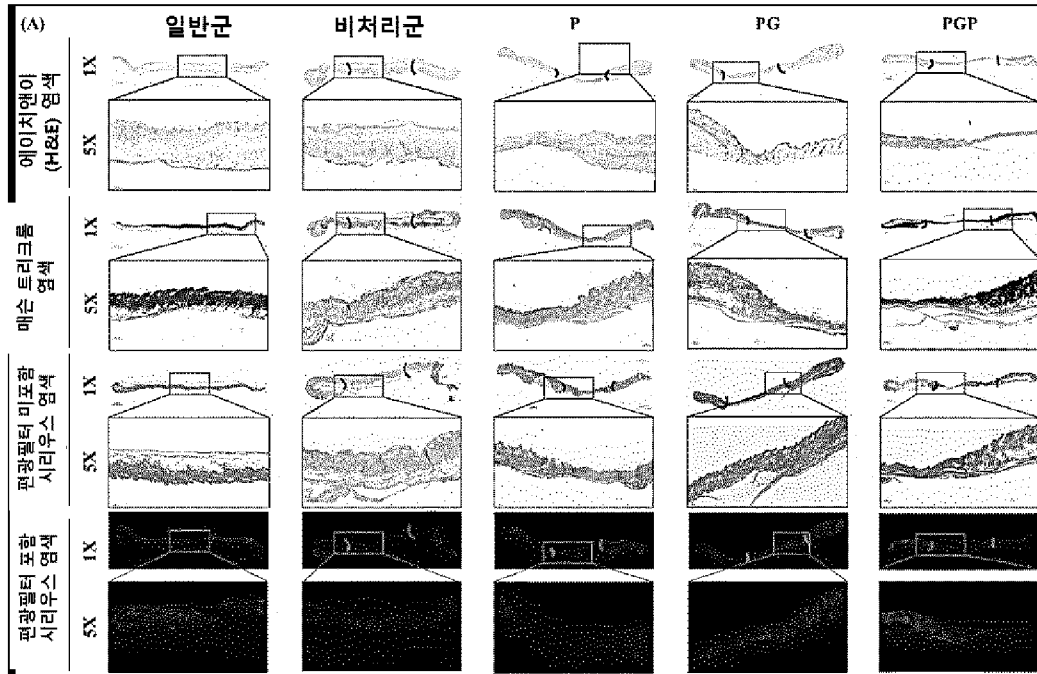 (A) 일반군 비처리군 P PG PGP
에이치앤이
(H&E) 염색
1X
5X
매슨 트리크롬
염색
1X
5X
편광필터 미포함
시리우스 염색
1X
5X
편광필터 포함
시리우스 염색
1X
5X